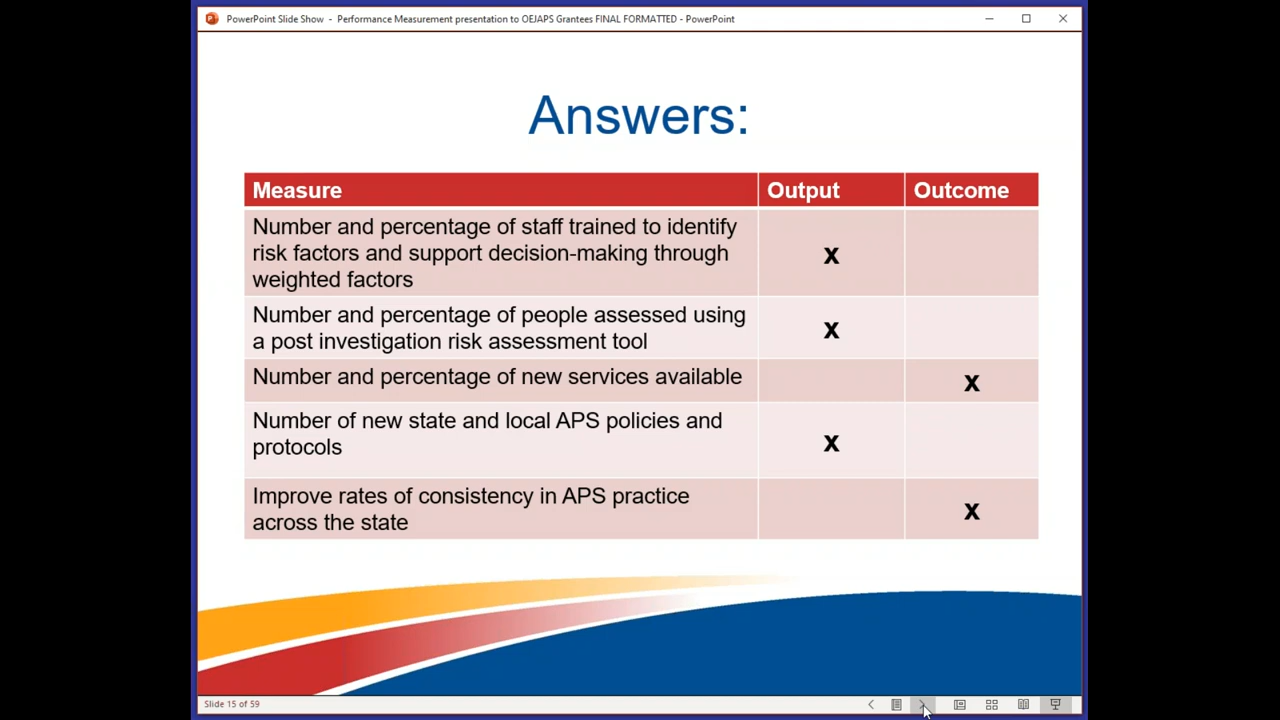 PowerPoint Slide Show - Performance Measurement presentation to OEJAPS Grantees FINAL FORMATTED - PowerPoint
Answers:
Measure Output Outcome
Number and percentage of staff trained to identify
risk factors and support decision-making through
weighted factors
x
Number and percentage of people assessed using
a post investigation risk assessment tool
x
Number and percentage of new services available
x
Number of new state and local APS policies and
protocols
x
Improve rates of consistency in APS practice
across the state
x
Slide 15 of 59